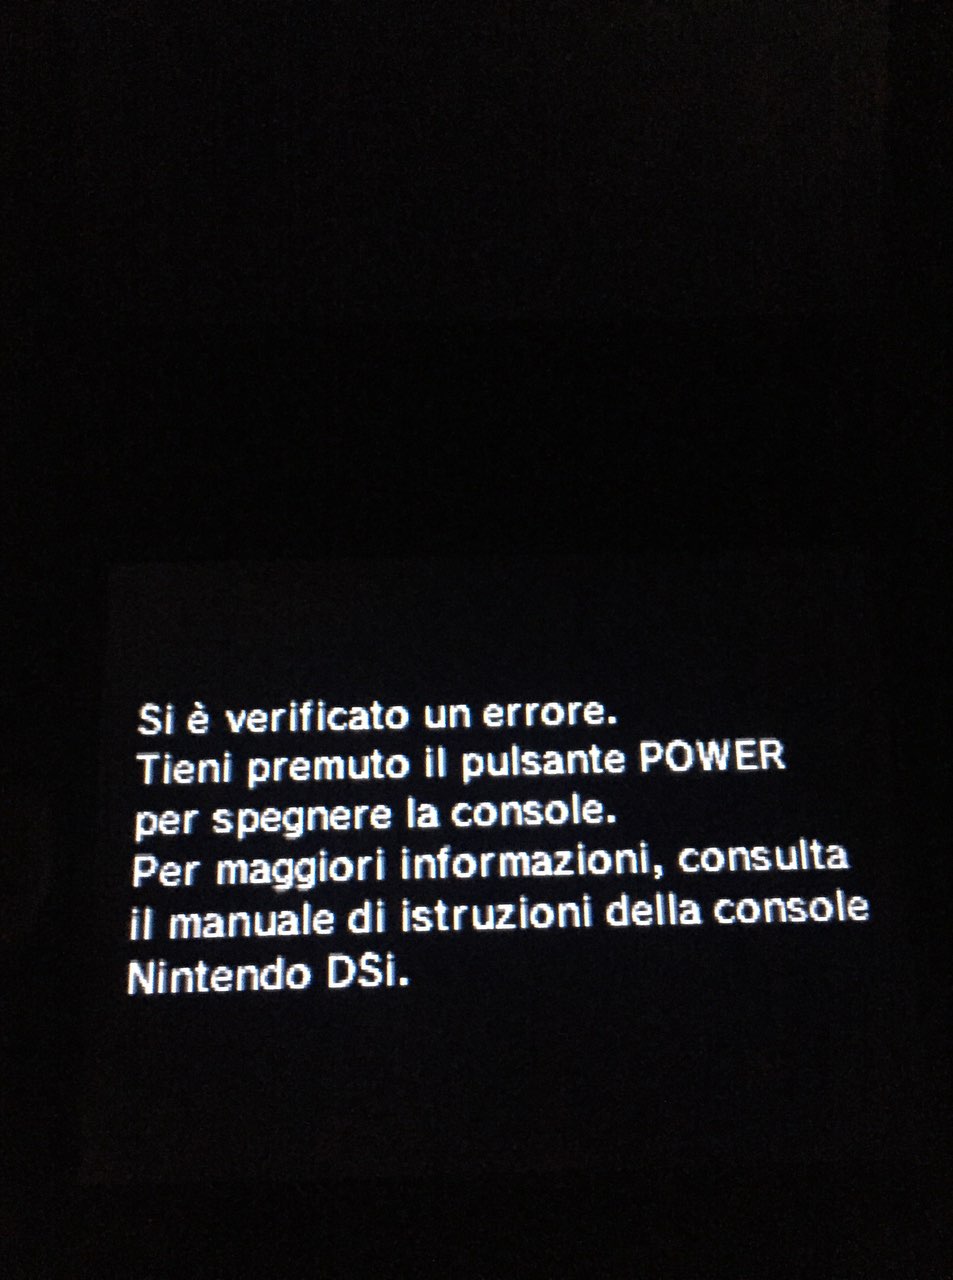 Si è verificato un errore.
Tieni premuto il pulsante POWER
per spegnere la console.
Per maggiori informazioni, consulta
il manuale di istruzioni della console
Nintendo DSi.